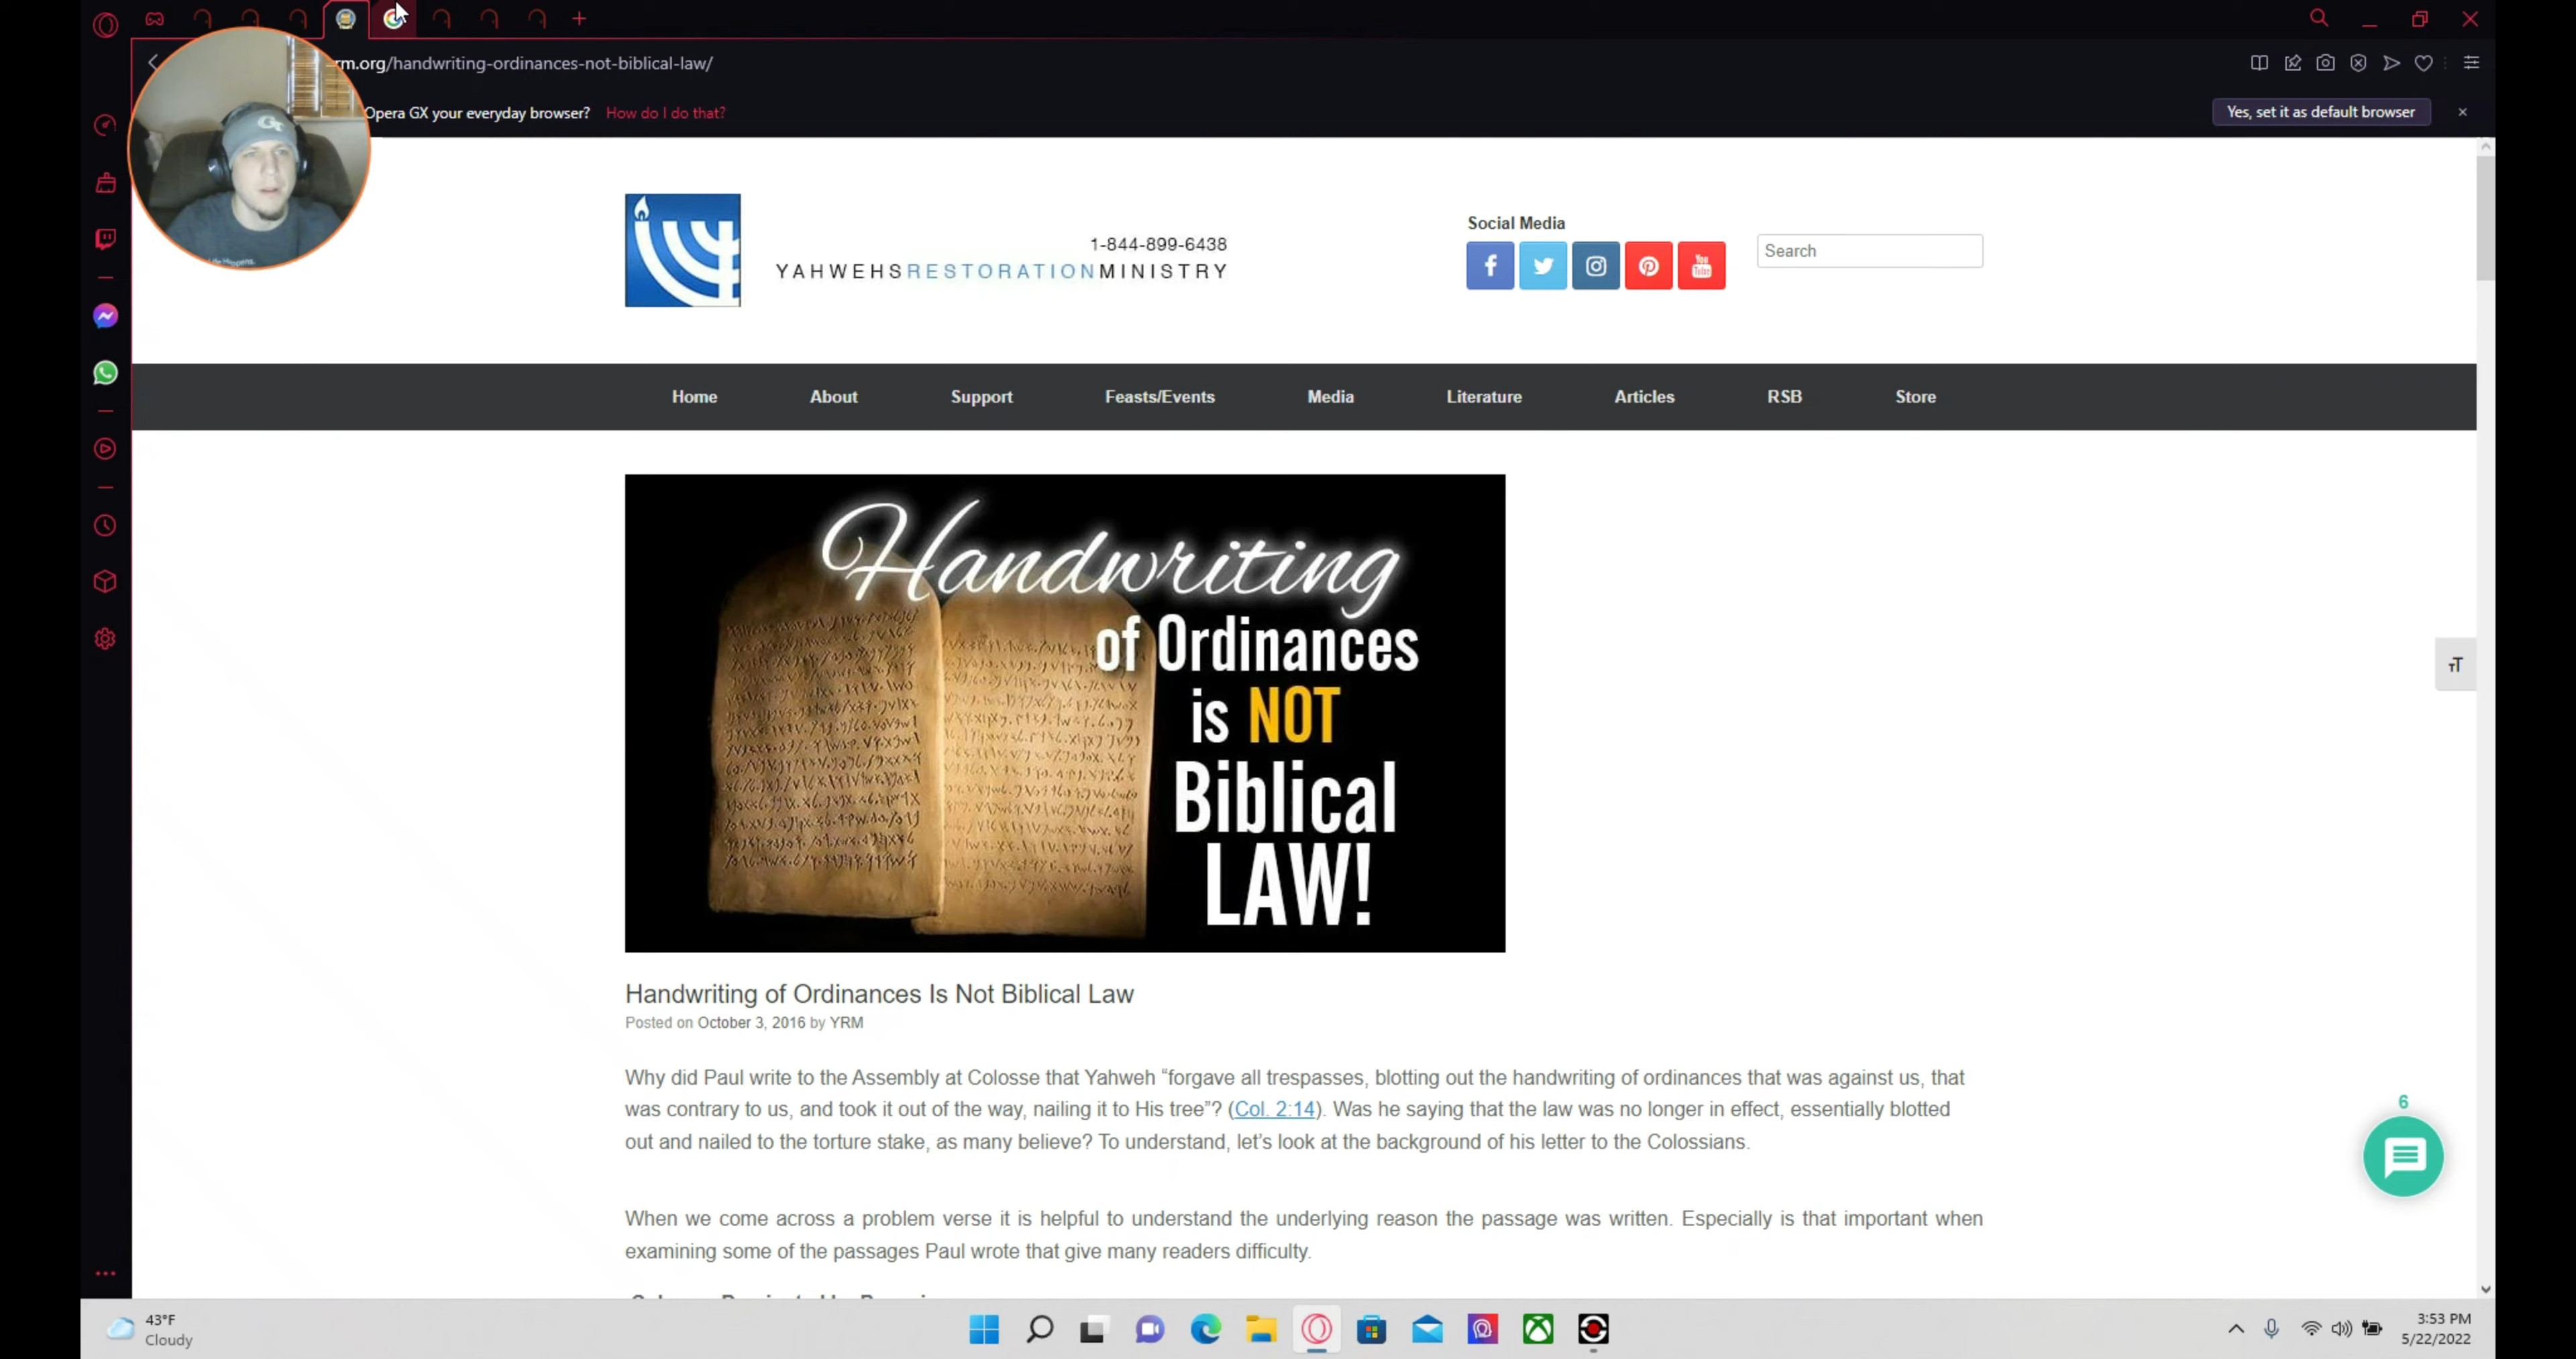 rm.org/handwriting-ordinances-not-biblical-law/
Opera GX your everyday browser? How do I do that?
Yes, set it as default browser
GT
1-844-899-6438
YAHWEHSRESTORATIONMINISTRY
Social Media
You
Tube
Search
Home About Support Feasts/Events Media Literature Articles RSB Store
Handwriting
of Ordinances
is NOT
Biblical
LAW!
тT
Handwriting of Ordinances Is Not Biblical Law
Posted on October 3, 2016 by YRM
Why did Paul write to the Assembly at Colosse that Yahweh “forgave all trespasses, blotting out the handwriting of ordinances that was against us, that
was contrary to us, and took it out of the way, nailing it to His tree”? (Col. 2:14). Was he saying that the law was no longer in effect, essentially blotted
out and nailed to the torture stake, as many believe? To understand, let’s look at the background of his letter to the Colossians.
6
When we come across a problem verse it is helpful to understand the underlying reason the passage was written. Especially is that important when
examining some of the passages Paul wrote that give many readers difficulty.
43°F
Cloudy
3:53 PM
5/22/2022